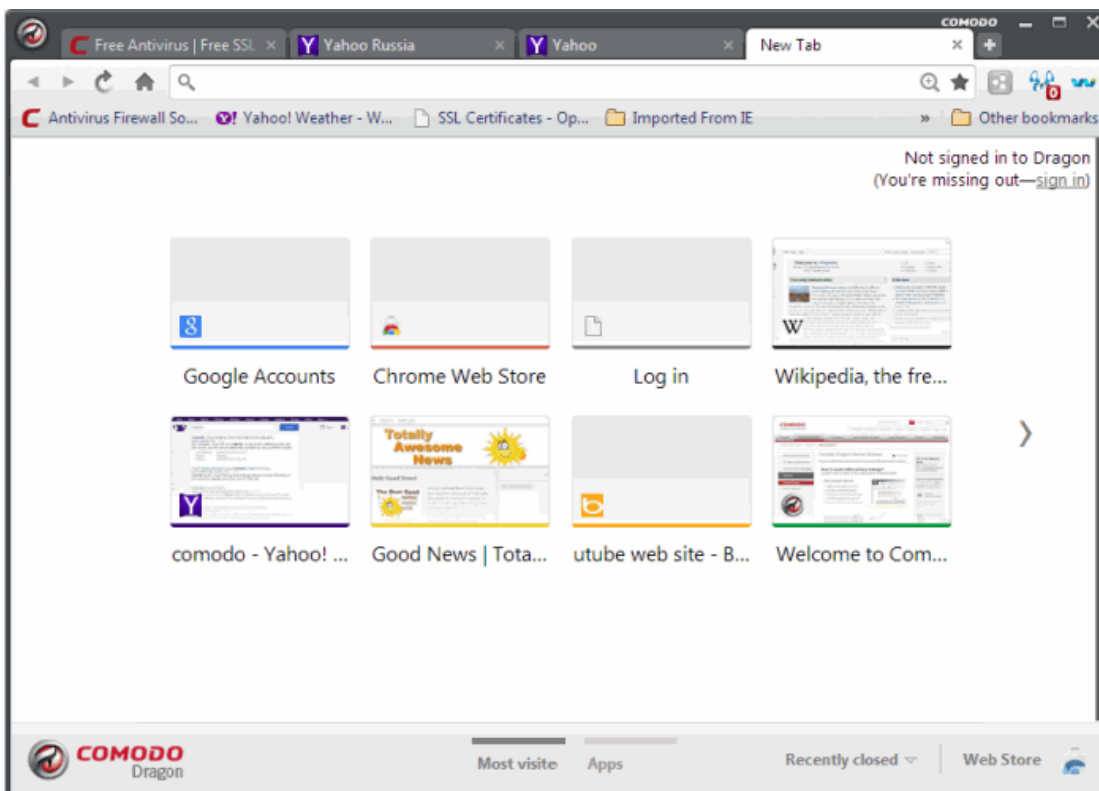 COMODO
Free Antivirus | Free SSL
Yahoo Russia
Yahoo
New Tab
0
Antivirus Firewall So...
Yahoo! Weather - W...
SSL Certificates - Op...
Imported From IE
»
Other bookmarks
Not signed in to Dragon
(You're missing out—sign in)
Google Accounts
Chrome Web Store
Log in
Wikipedia, the fre...
Totally
Awesome
News
comodo - Yahoo! ...
Good News | Tota...
utube web site - B...
Welcome to Com...
COMODO
Dragon
Most visite
Apps
Recently closed
Web Store